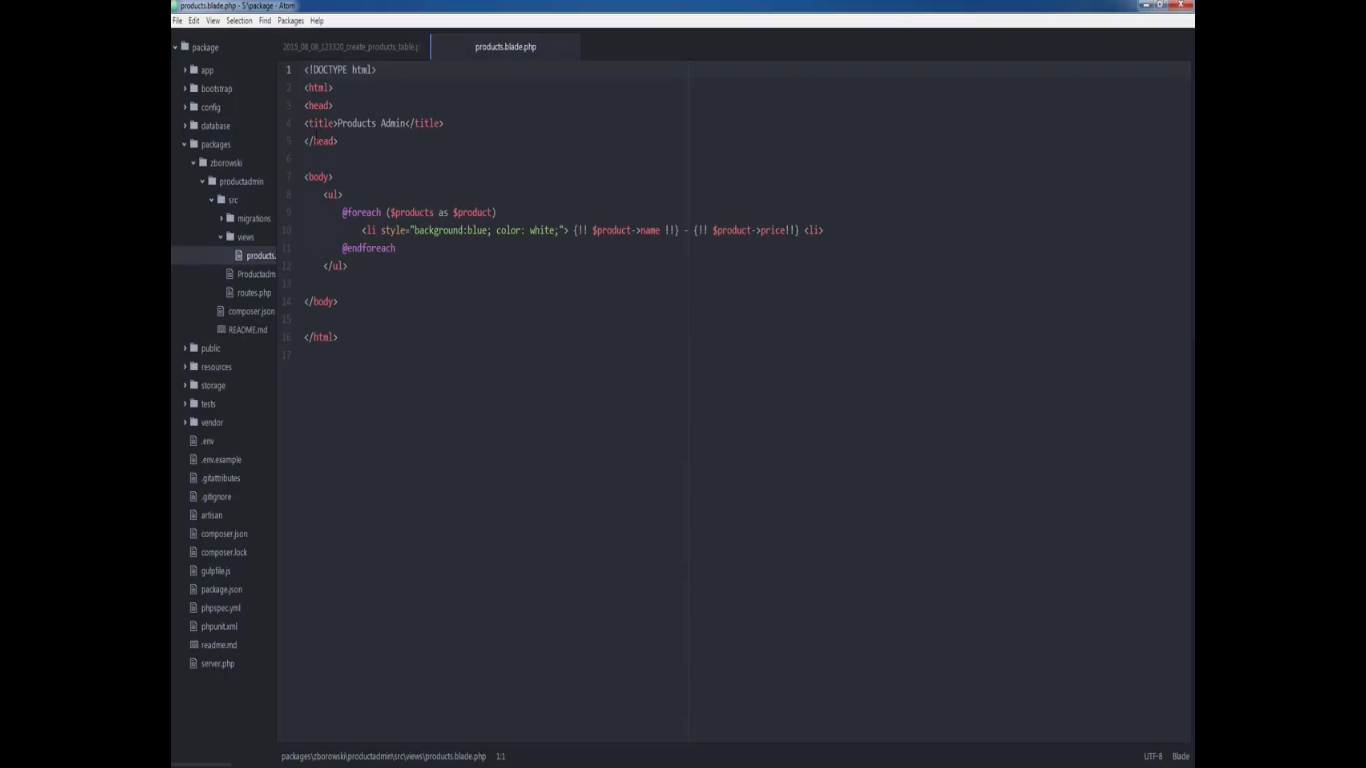 products.blade.php - S:\package - Atom
File Edit View Selection Find Packages Help
package
app
bootstrap
config
database
packages
zborowski
productadmin
src
migrations
views
products.
Productadm
routes.php
composer.json
README.md
public
resources
storage
tests
vendor
.env
.env.example
.gitattributes
.gitignore
artisan
composer.json
composer.lock
gulpfile.js
package.json
phpspec.yml
phpunit.xml
readme.md
server.php
2015_08_08_123320_create_products_table.p
products.blade.php
1 <!DOCTYPE html>
2 <html>
3 <head>
4 <title>Products Admin</title>
5 </head>
6
7 <body>
8 <ul>
9 @foreach ($products as $product)
10 <li style="background:blue; color: white;"> {!! $product->name !!} - {!! $product->price!!} <li>
11 @endforeach
12 </ul>
13
14 </body>
15
16 </html>
17
packages\zborowski\productadmin\src\views\products.blade.php 1:1
UTF-8 Blade